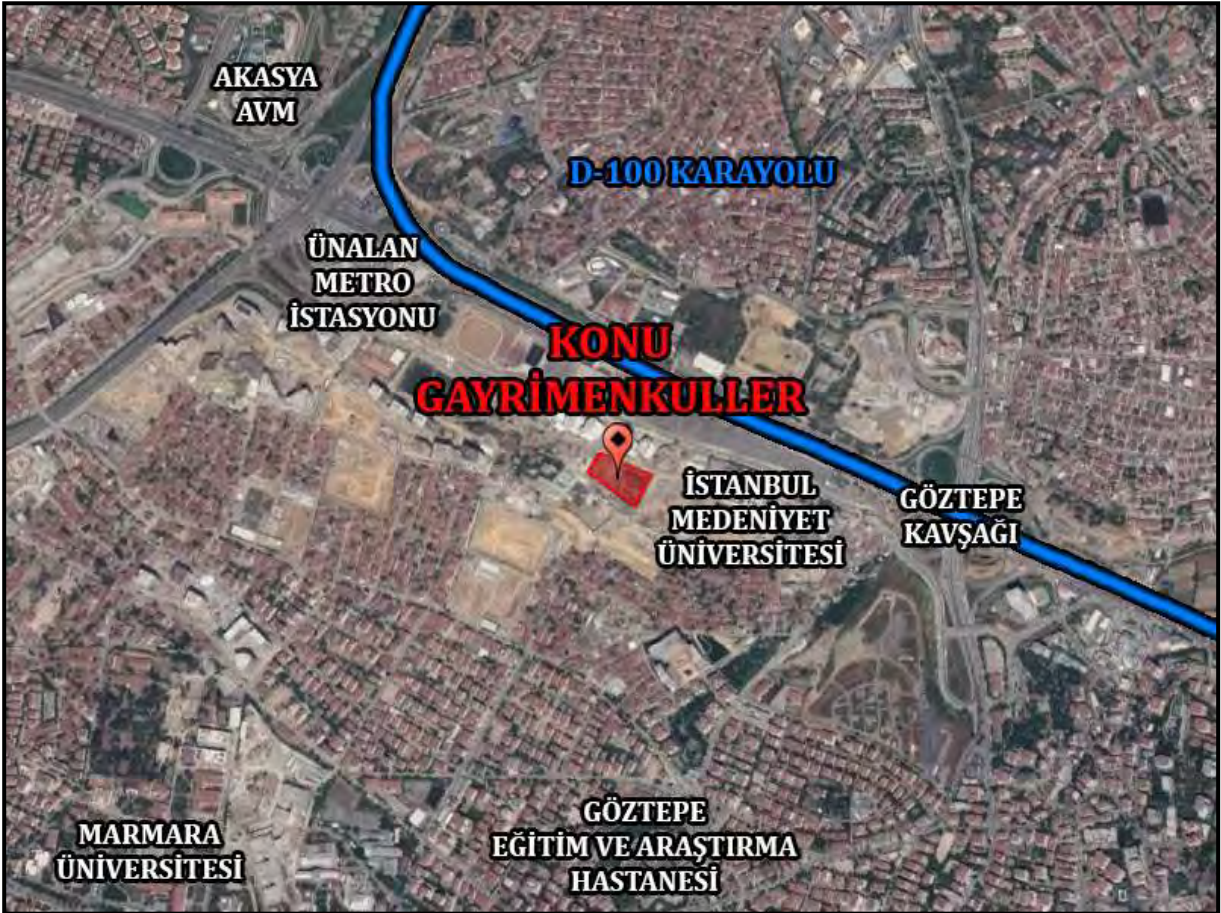 AKASYA
AVM
D-100 KARAYOLU
ÜNALAN
METRO
İSTASYONU
KONU
GAYRİMENKULLER
İSTANBUL
MEDENİYET
ÜNİVERSİTESİ
GÖZTEPE
KAVŞAĞI
MARMARA
ÜNİVERSİTESİ
GÖZTEPE
EĞİTİM VE ARAŞTIRMA
HASTANESİ